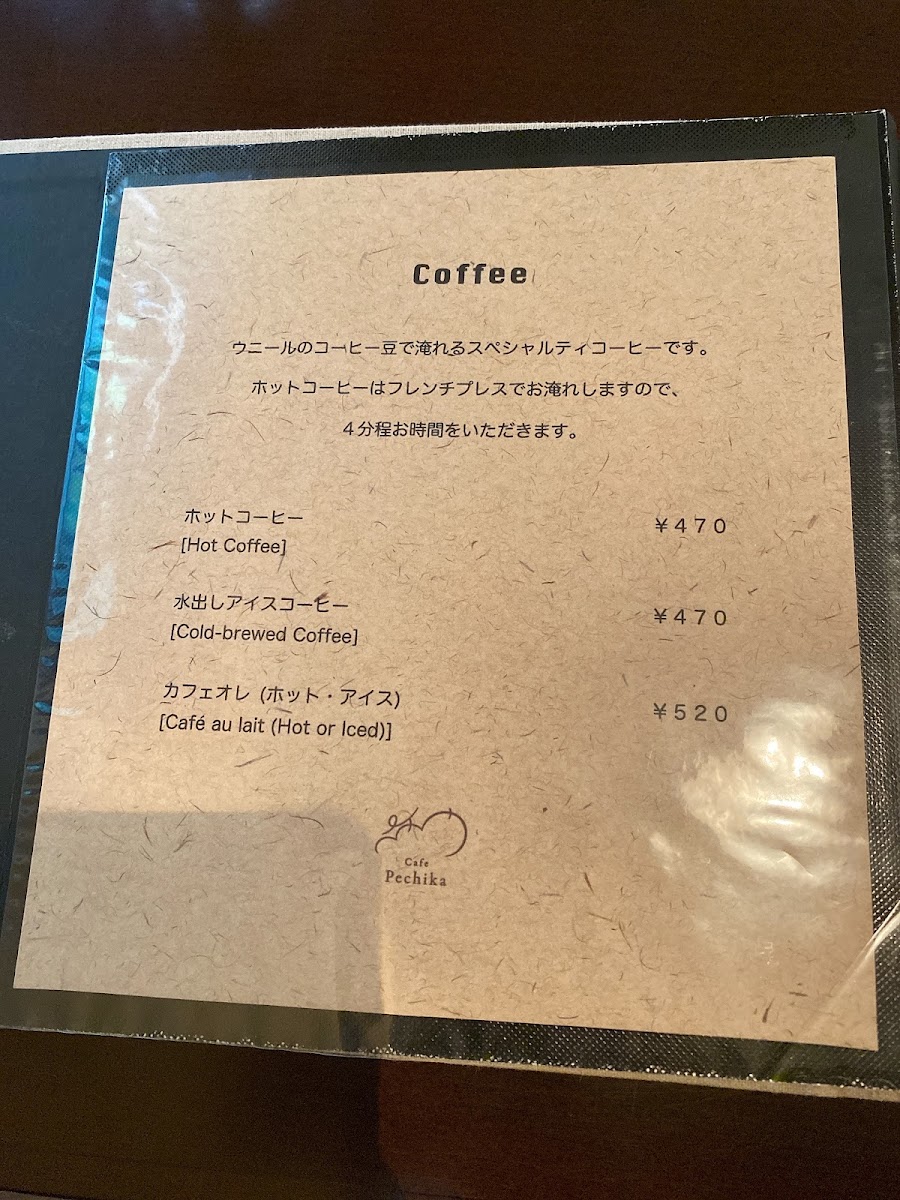 Coffee
ウニールのコーヒー豆で淹れるスペシャルティコーヒーです。
ホットコーヒーはフレンチプレスでお淹れしますので、
４分程お時間をいただきます。
ホットコーヒー
[Hot Coffee]
￥４７０
水出しアイスコーヒー
[Cold-brewed Coffee]
￥４７０
カフェオレ (ホット・アイス)
[Café au lait (Hot or Iced)]
￥５２０
Cafe
Pechika